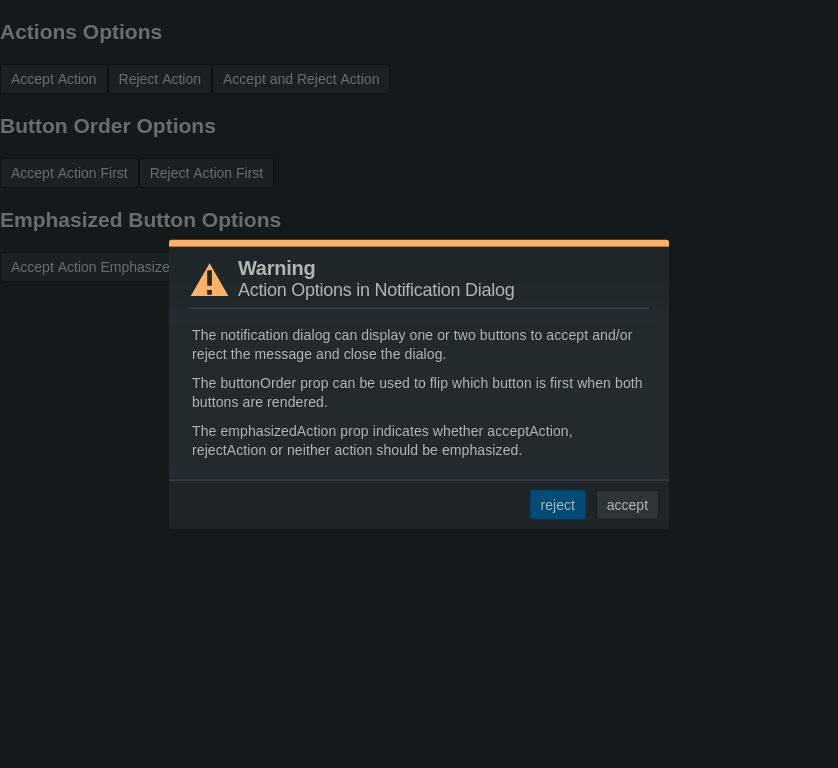 Actions Options
Accept Action Reject Action Accept and Reject Action
Button Order Options
Accept Action First Reject Action First
Emphasized Button Options
Accept Action Emphasize
Warning
Action Options in Notification Dialog
The notification dialog can display one or two buttons to accept and/or
reject the message and close the dialog.
The buttonOrder prop can be used to flip which button is first when both
buttons are rendered.
The emphasizedAction prop indicates whether acceptAction,
rejectAction or neither action should be emphasized.
reject accept